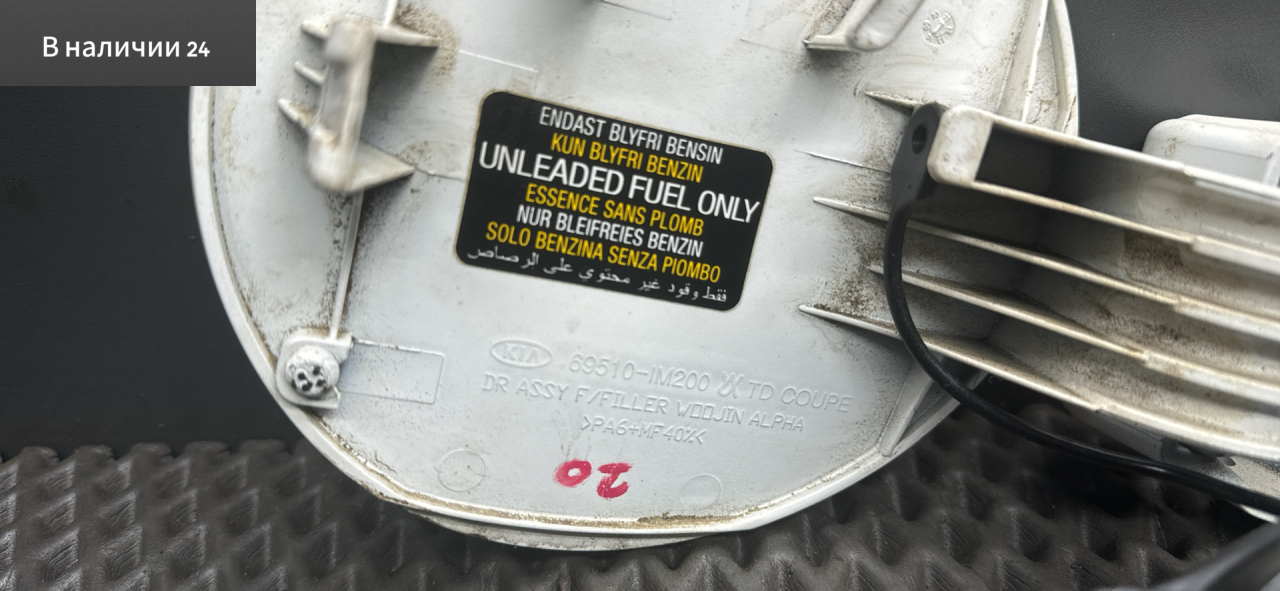 В наличии 24
ENDAST BLYFRI BENSIN
KUN BLYFRI BENZIN
UNLEADED FUEL ONLY
ESSENCE SANS PLOMB
NUR BLEIFREIES BENZIN
SOLO BENZINA SENZA PIOMBO
فقط وقود غير محتوي على الرصاص
KIA 69510-1M200 TD COUPE
DR ASSY F/FILLER WOOJIN ALPHA
>PA6+MF40%<
20